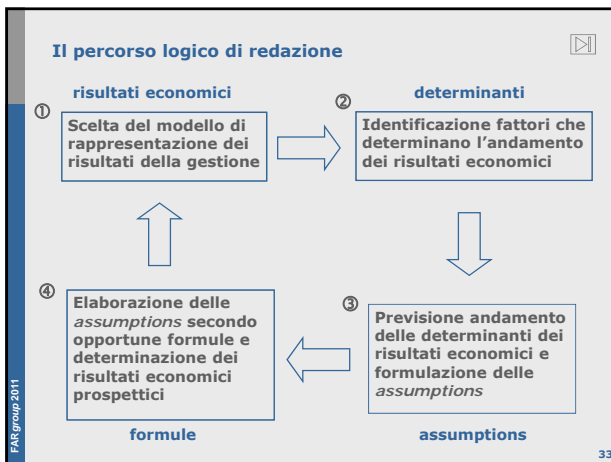 Il percorso logico di redazione
risultati economici
①
Scelta del modello di
rappresentazione dei
risultati della gestione
determinanti
②
Identificazione fattori che
determinano l'andamento
dei risultati economici
③
Previsione andamento
delle determinanti dei
risultati economici e
formulazione delle
assumptions
assumptions
④
Elaborazione delle
assumptions secondo
opportune formule e
determinazione dei
risultati economici
prospettici
formule
FARgroup 2011
33